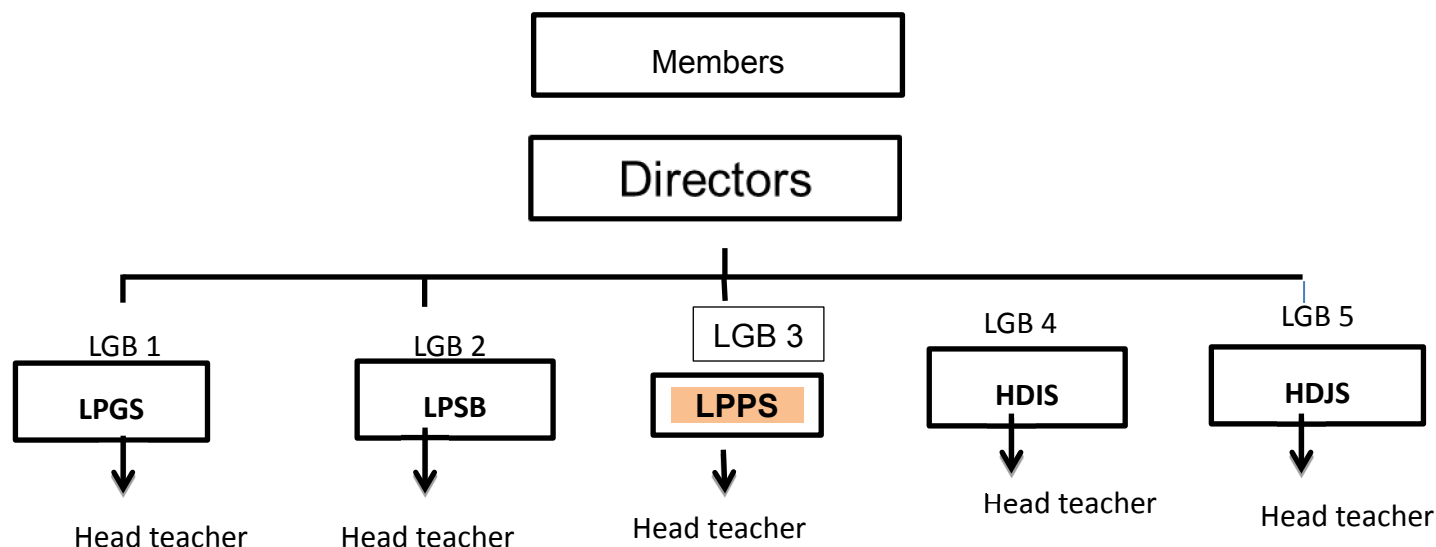 Members
Directors
LGB 1
LGB 2
LGB 3
LGB 4
LGB 5
LPGS
LPSB
LPPS
HDIS
HDJS
Head teacher
Head teacher
Head teacher
Head teacher
Head teacher